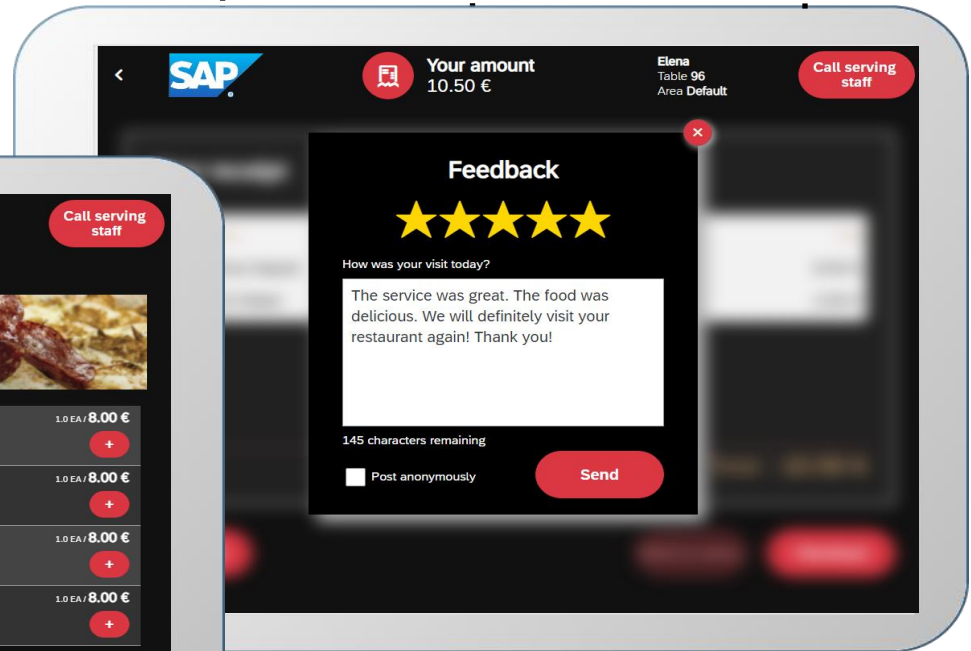 ‹
SAP
Your amount
10.50 €
Elena
Table 96
Area Default
Call serving
staff
×
Feedback
How was your visit today?
The service was great. The food was
delicious. We will definitely visit your
restaurant again! Thank you!
145 characters remaining
Post anonymously
Send
Call serving
staff
1.0 EA / 8.00 €
+
1.0 EA / 8.00 €
+
1.0 EA / 8.00 €
+
1.0 EA / 8.00 €
+